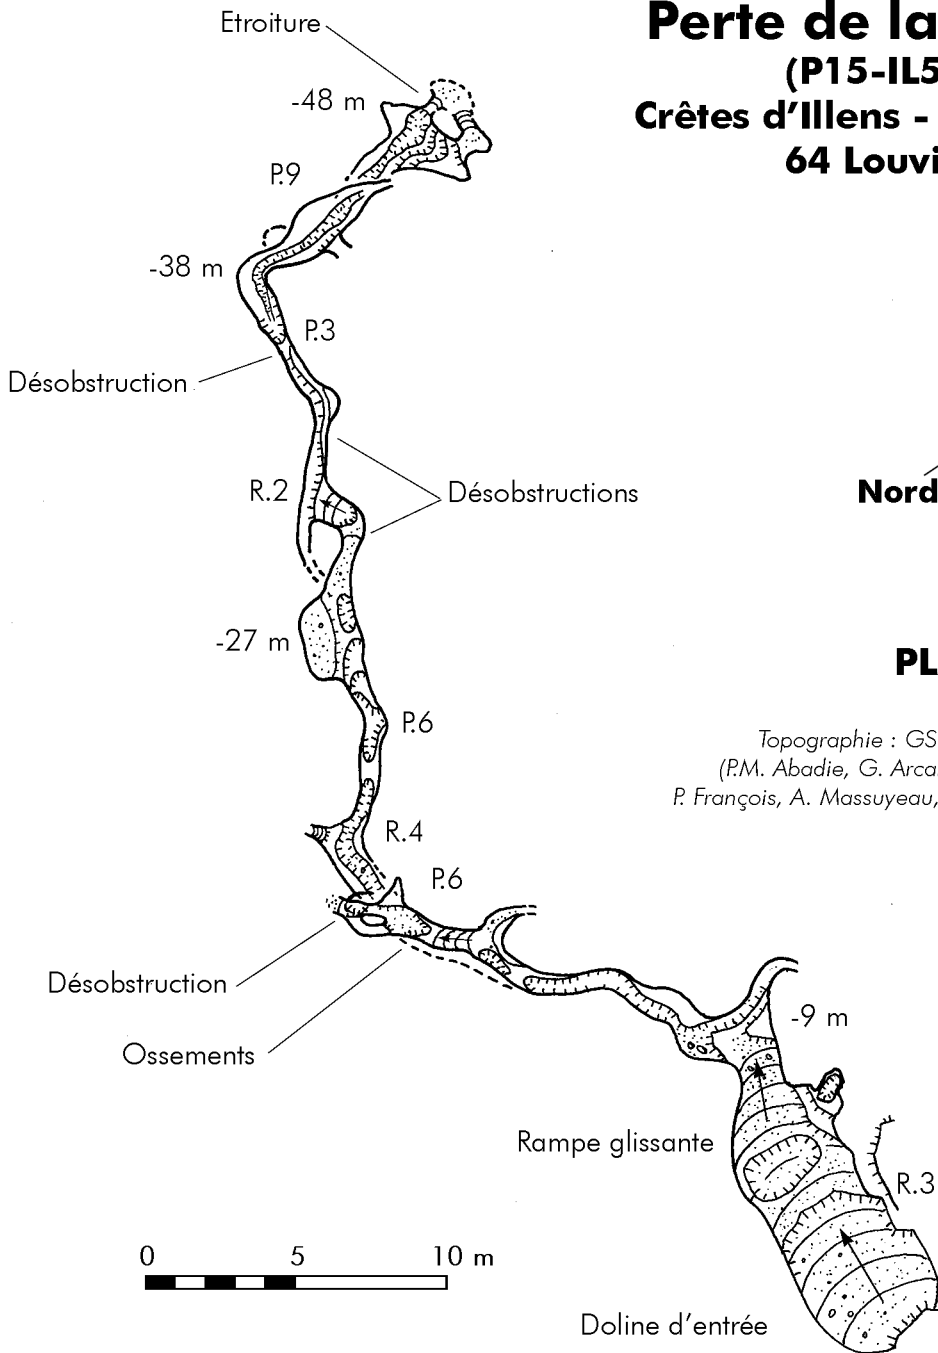 Etroiture
Perte de la
(P15-IL5
Crêtes d'Illens -
64 Louvi
-48 m
P.9
-38 m
P.3
Désobstruction
R.2
Désobstructions
Nord
-27 m
PL
P.6
Topographie : GS
(P.M. Abadie, G. Arca
P. François, A. Massuyeau,
R.4
P.6
Désobstruction
-9 m
Ossements
Rampe glissante
R.3
0 5 10 m
Doline d'entrée